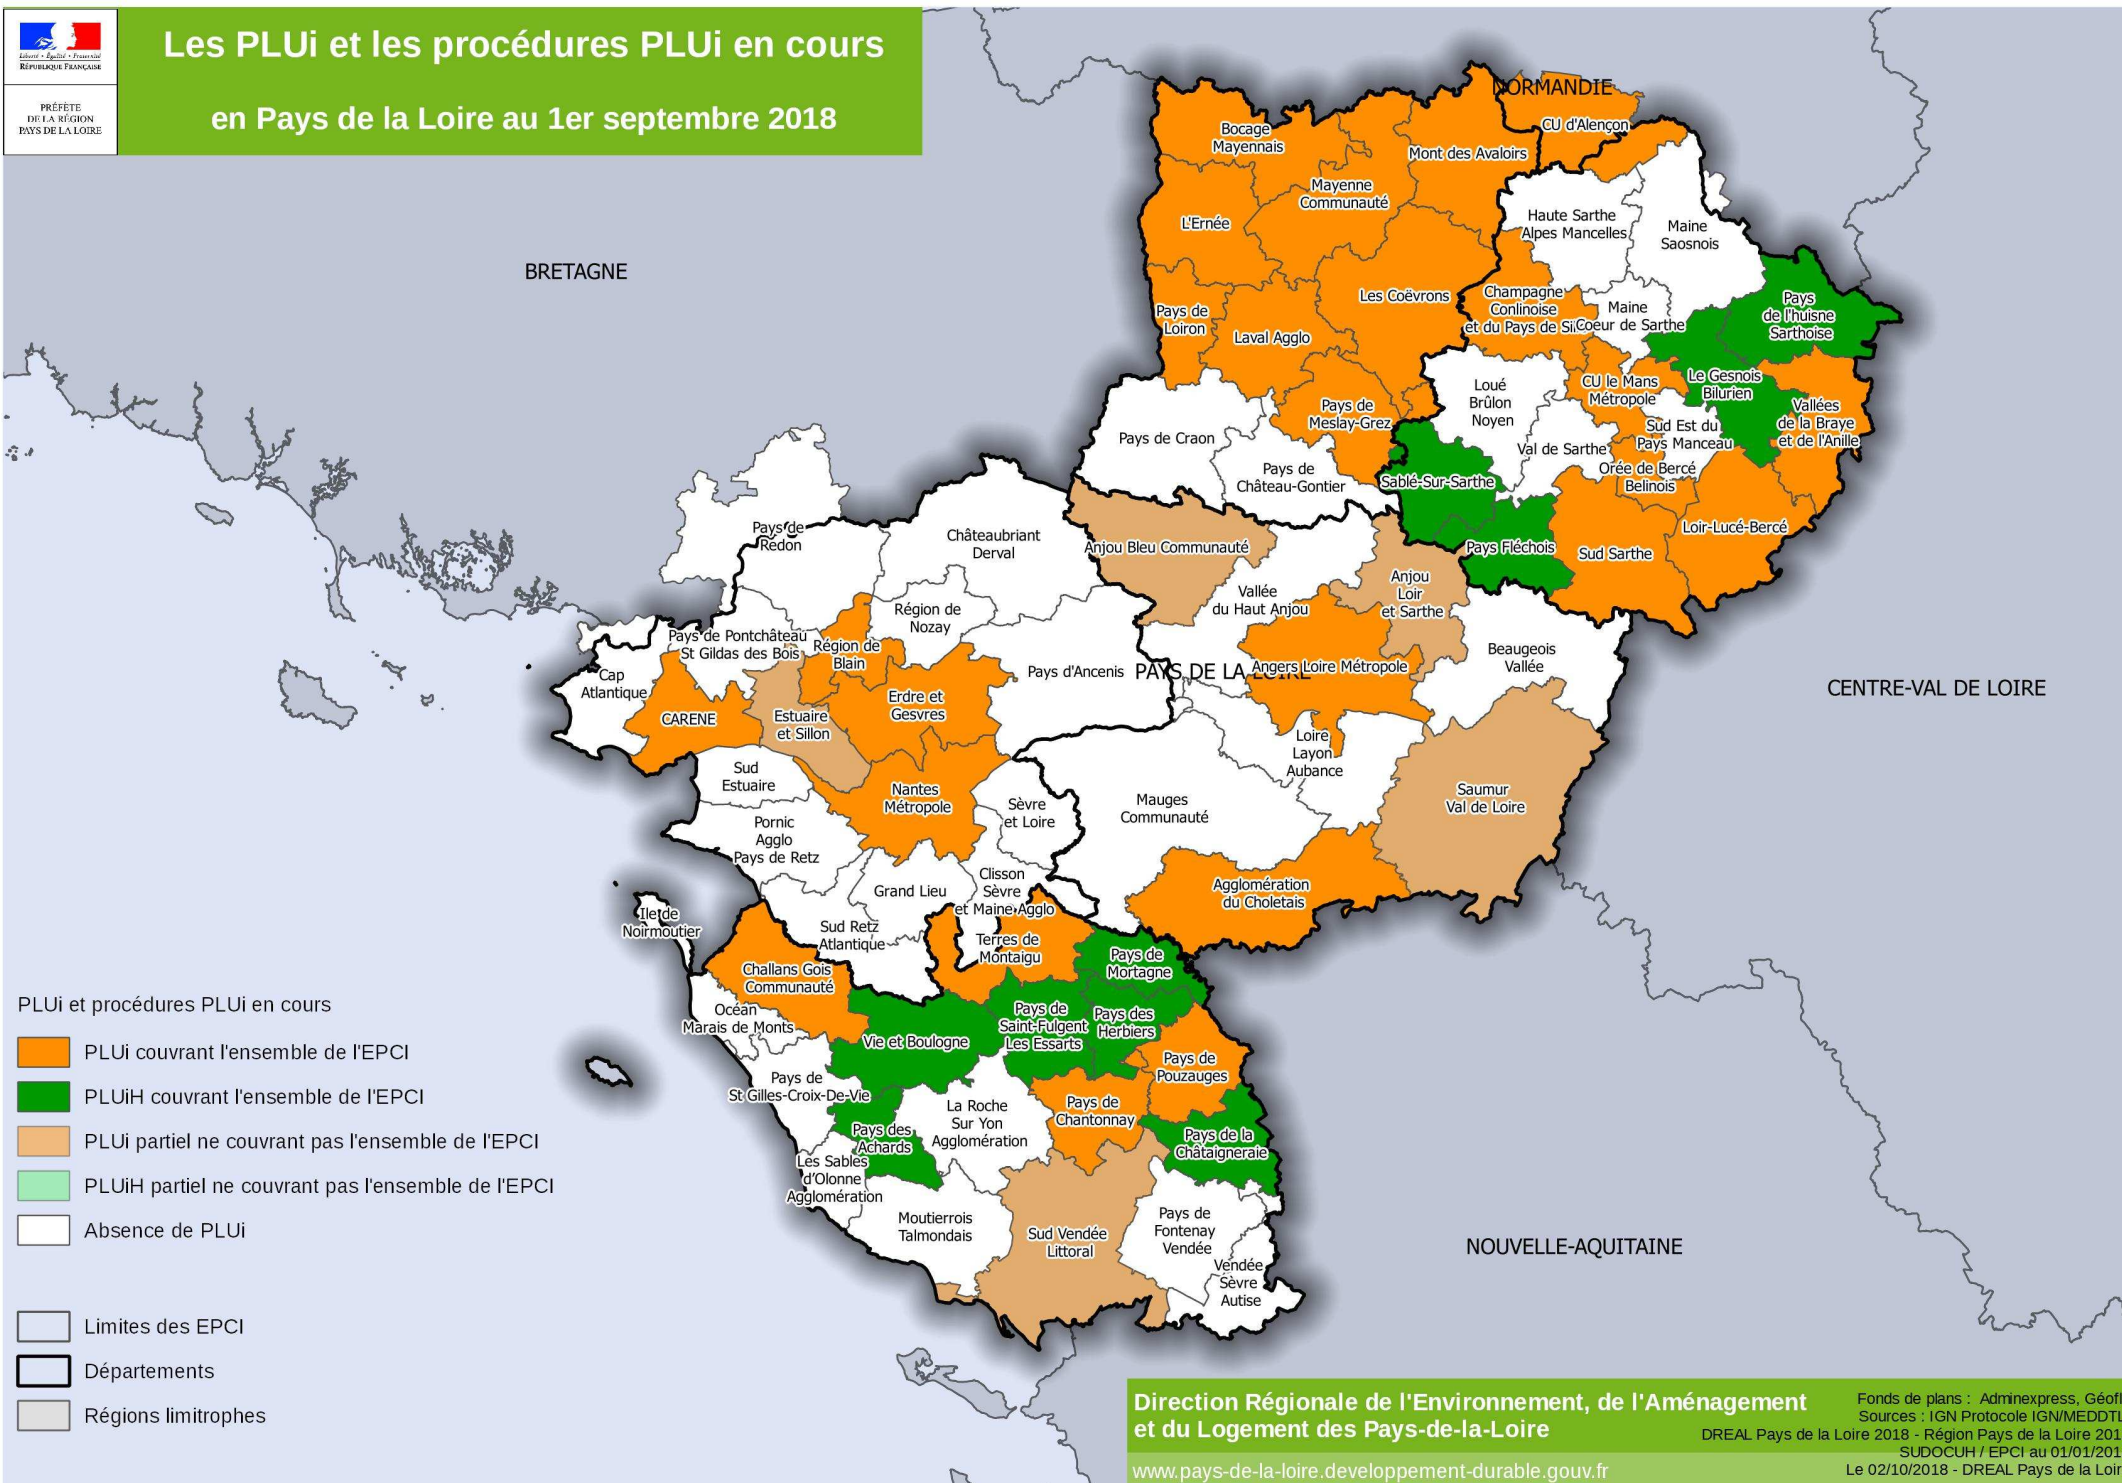 Liberté • Égalité • Fraternité
RÉPUBLIQUE FRANÇAISE
PRÉFÈTE
DE LA RÉGION
PAYS DE LA LOIRE
Les PLUi et les procédures PLUi en cours
en Pays de la Loire au 1er septembre 2018
NORMANDIE
CU d'Alençon
Bocage
Mayennais
Mont des Avaloirs
Mayenne
Communauté
L'Ernée
Haute Sarthe
Alpes Mancelles
Maine
Saosnois
BRETAGNE
Les Coëvrons
Pays de
Loiron
Laval Agglo
Champagne
Conlinoise
et du Pays de Sil
Maine
Coeur de Sarthe
Pays
de l'huisne
Sarthoise
Loué
Brûlon
Noyen
CU le Mans
Métropole
Le Gesnois
Bilurien
Vallées
de la Braye
et de l'Anille
Pays de
Meslay-Grez
Sud Est du
Pays Manceau
Pays de Craon
Val de Sarthe
Pays de
Château-Gontier
Sablé-Sur-Sarthe
Orée de Bercé
Belinois
Loir-Lucé-Bercé
Pays de
Redon
Châteaubriant
Derval
Anjou Bleu Communauté
Pays Fléchois
Sud Sarthe
Anjou
Loir
et Sarthe
Vallée
du Haut Anjou
Région de
Nozay
Pays de Pontchâteau
St Gildas des Bois
Région de
Blain
Beaugeois
Vallée
Cap
Atlantique
Pays d'Ancenis
PAYS DE LA LOIRE
Angers Loire Métropole
CENTRE-VAL DE LOIRE
CARENE
Estuaire
et Sillon
Erdre et
Gesvres
Loire
Layon
Aubance
Sud
Estuaire
Nantes
Métropole
Sèvre
et Loire
Mauges
Communauté
Saumur
Val de Loire
Pornic
Agglo
Pays de Retz
Grand Lieu
Clisson
Sèvre
et Maine Agglo
Agglomération
du Choletais
Ile de
Noirmoutier
Sud Retz
Atlantique
Terres de
Montaigu
Challans Gois
Communauté
Pays de
Mortagne
Océan
Marais de Monts
Vie et Boulogne
Pays de
Saint-Fulgent
Les Essarts
Pays des
Herbiers
Pays de
Pouzauges
Pays de
St Gilles-Croix-De-Vie
La Roche
Sur Yon
Agglomération
Pays de
Chantonnay
Pays des
Achards
Pays de la
Châtaigneraie
Les Sables
d'Olonne
Agglomération
Moutierrois
Talmondais
Sud Vendée
Littoral
Pays de
Fontenay
Vendée
Vendée
Sèvre
Autise
NOUVELLE-AQUITAINE
PLUi et procédures PLUi en cours
PLUi couvrant l'ensemble de l'EPCI
PLUiH couvrant l'ensemble de l'EPCI
PLUi partiel ne couvrant pas l'ensemble de l'EPCI
PLUiH partiel ne couvrant pas l'ensemble de l'EPCI
Absence de PLUi
Limites des EPCI
Départements
Régions limitrophes
Direction Régionale de l'Environnement, de l'Aménagement
et du Logement des Pays-de-la-Loire
www.pays-de-la-loire.developpement-durable.gouv.fr
Fonds de plans : Adminexpress, Géofl
Sources : IGN Protocole IGN/MEDDTL
DREAL Pays de la Loire 2018 - Région Pays de la Loire 201
SUDOCUH / EPCI au 01/01/201
Le 02/10/2018 - DREAL Pays de la Loir